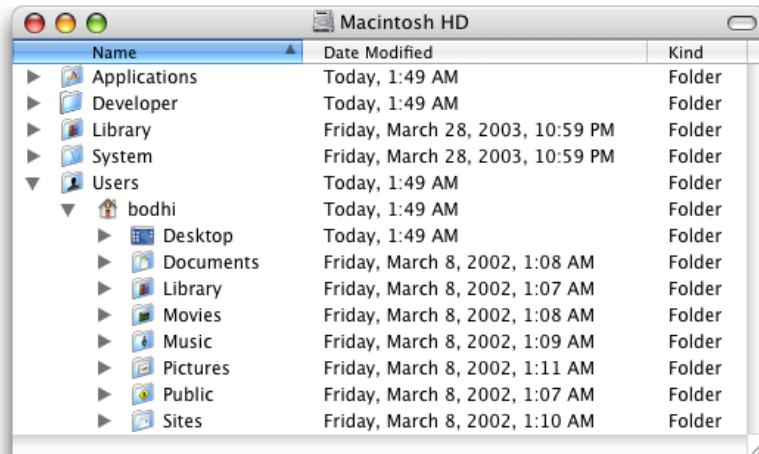 Macintosh HD
Name Date Modified Kind
Applications Today, 1:49 AM Folder
Developer Today, 1:49 AM Folder
Library Friday, March 28, 2003, 10:59 PM Folder
System Friday, March 28, 2003, 10:59 PM Folder
Users Today, 1:49 AM Folder
bodhi Today, 1:49 AM Folder
Desktop Today, 1:49 AM Folder
Documents Friday, March 8, 2002, 1:08 AM Folder
Library Friday, March 8, 2002, 1:07 AM Folder
Movies Friday, March 8, 2002, 1:08 AM Folder
Music Friday, March 8, 2002, 1:09 AM Folder
Pictures Friday, March 8, 2002, 1:11 AM Folder
Public Friday, March 8, 2002, 1:07 AM Folder
Sites Friday, March 8, 2002, 1:10 AM Folder